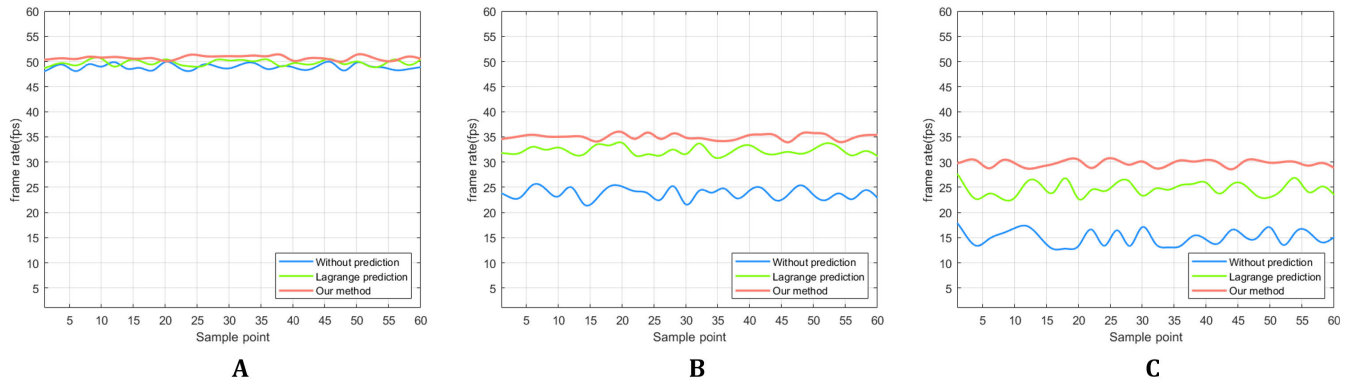 60
55
50
45
40
35
30
25
20
15
10
5
frame rate(fps)
5 10 15 20 25 30 35 40 45 50 55 60
Sample point
Without prediction
Lagrange prediction
Our method
A
60
55
50
45
40
35
30
25
20
15
10
5
frame rate(fps)
5 10 15 20 25 30 35 40 45 50 55 60
Sample point
Without prediction
Lagrange prediction
Our method
B
60
55
50
45
40
35
30
25
20
15
10
5
frame rate(fps)
5 10 15 20 25 30 35 40 45 50 55 60
Sample point
Without prediction
Lagrange prediction
Our method
C